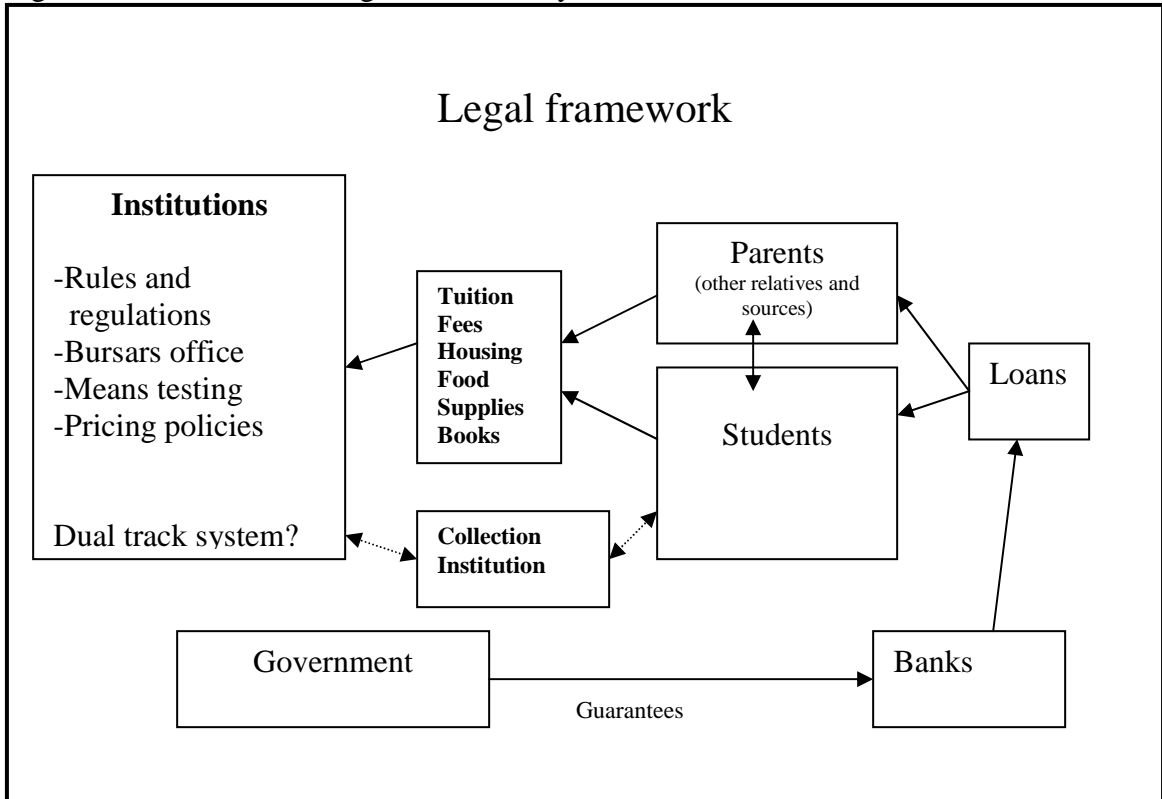 Legal framework
Institutions
-Rules and
regulations
-Bursars office
-Means testing
-Pricing policies
Dual track system?
Tuition
Fees
Housing
Food
Supplies
Books
Collection
Institution
Parents
(other relatives and
sources)
Students
Loans
Government
Guarantees
Banks